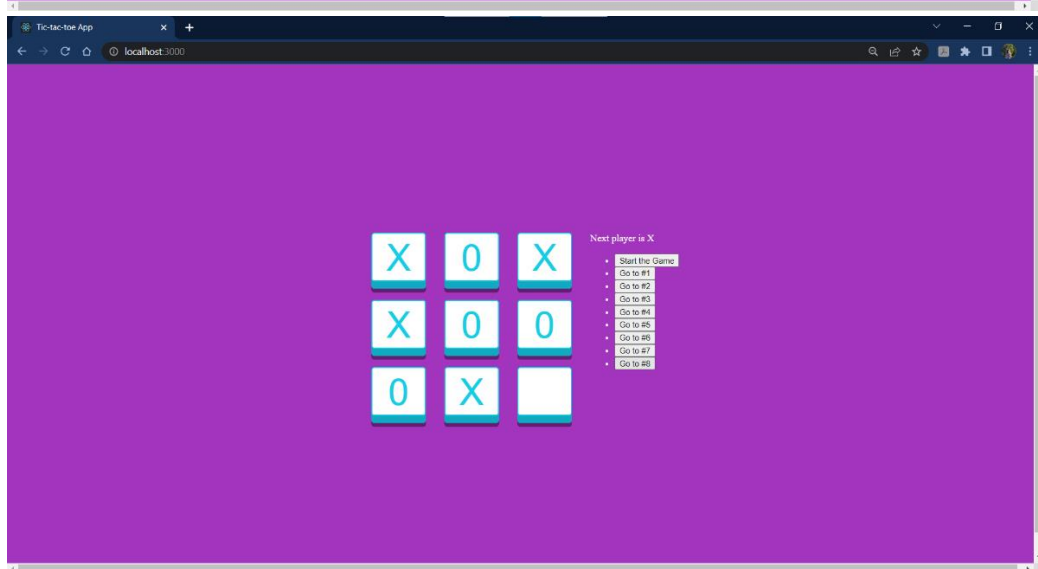 Tic-tac-toe App
localhost:3000
X 0 X
X 0 0
0 X
Next player is X
Start the Game
Go to #1
Go to #2
Go to #3
Go to #4
Go to #5
Go to #6
Go to #7
Go to #8